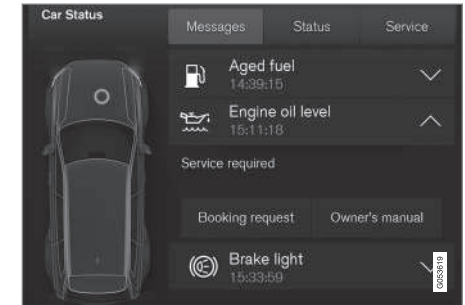 Car Status
Messages
Status
Service
Aged fuel
14:39:15
Engine oil level
15:11:18
Service required
Booking request
Owner's manual
Brake light
15:33:59
G053619